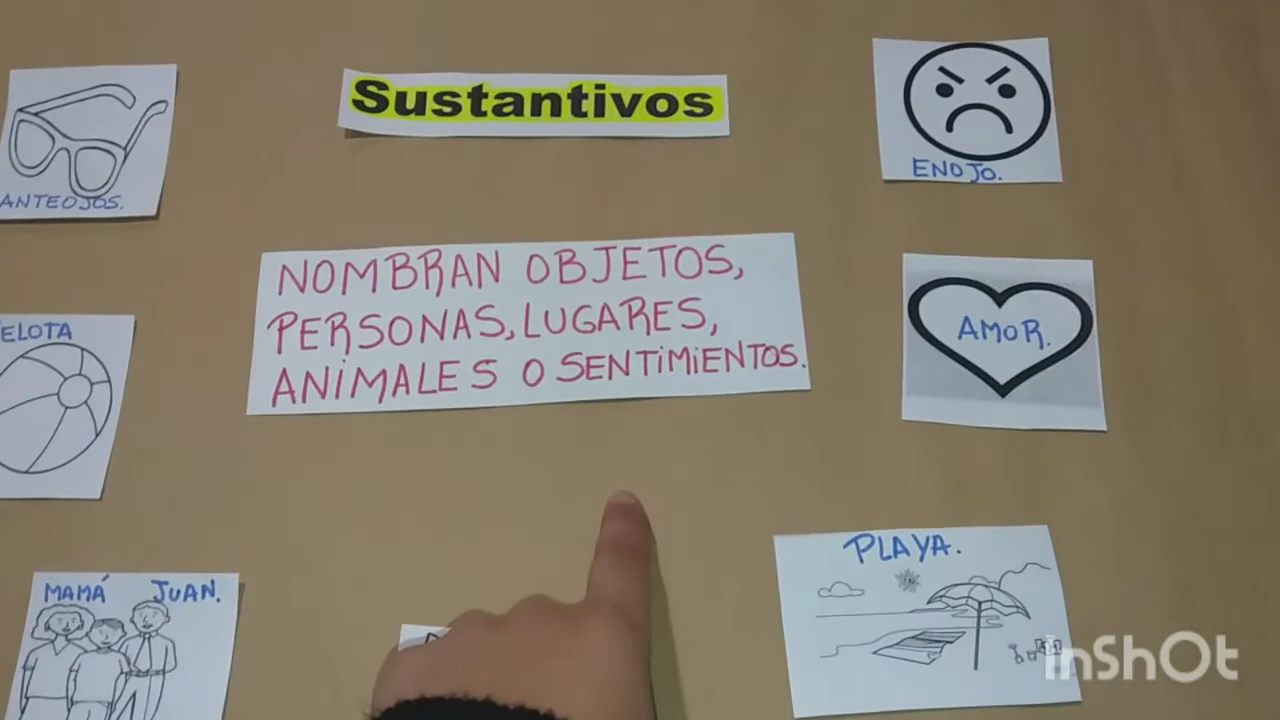 Sustantivos
ENOJO.
ANTEOJOS.
NOMBRAN OBJETOS,
PERSONAS, LUGARES,
ANIMALES O SENTIMIENTOS.
AMOR.
ELOTA
PLAYA.
MAMÁ JUAN.
InShOt